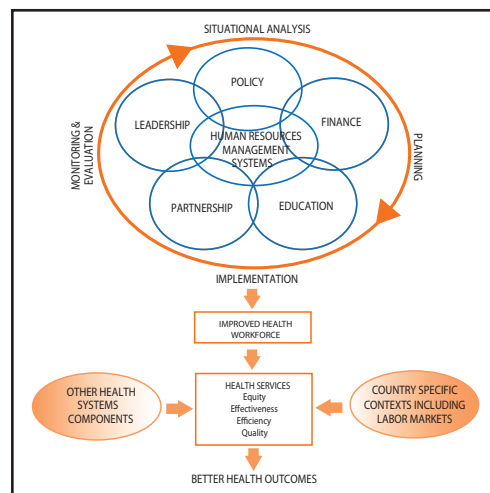 SITUATIONAL ANALYSIS
POLICY
LEADERSHIP
FINANCE
HUMAN RESOURCES
MANAGEMENT
SYSTEMS
MONITORING &
EVALUATION
PLANNING
PARTNERSHIP
EDUCATION
IMPLEMENTATION
IMPROVED HEALTH
WORKFORCE
OTHER HEALTH
SYSTEMS
COMPONENTS
HEALTH SERVICES
Equity
Effectiveness
Efficiency
Quality
COUNTRY SPECIFIC
CONTEXTS INCLUDING
LABOR MARKETS
BETTER HEALTH OUTCOMES